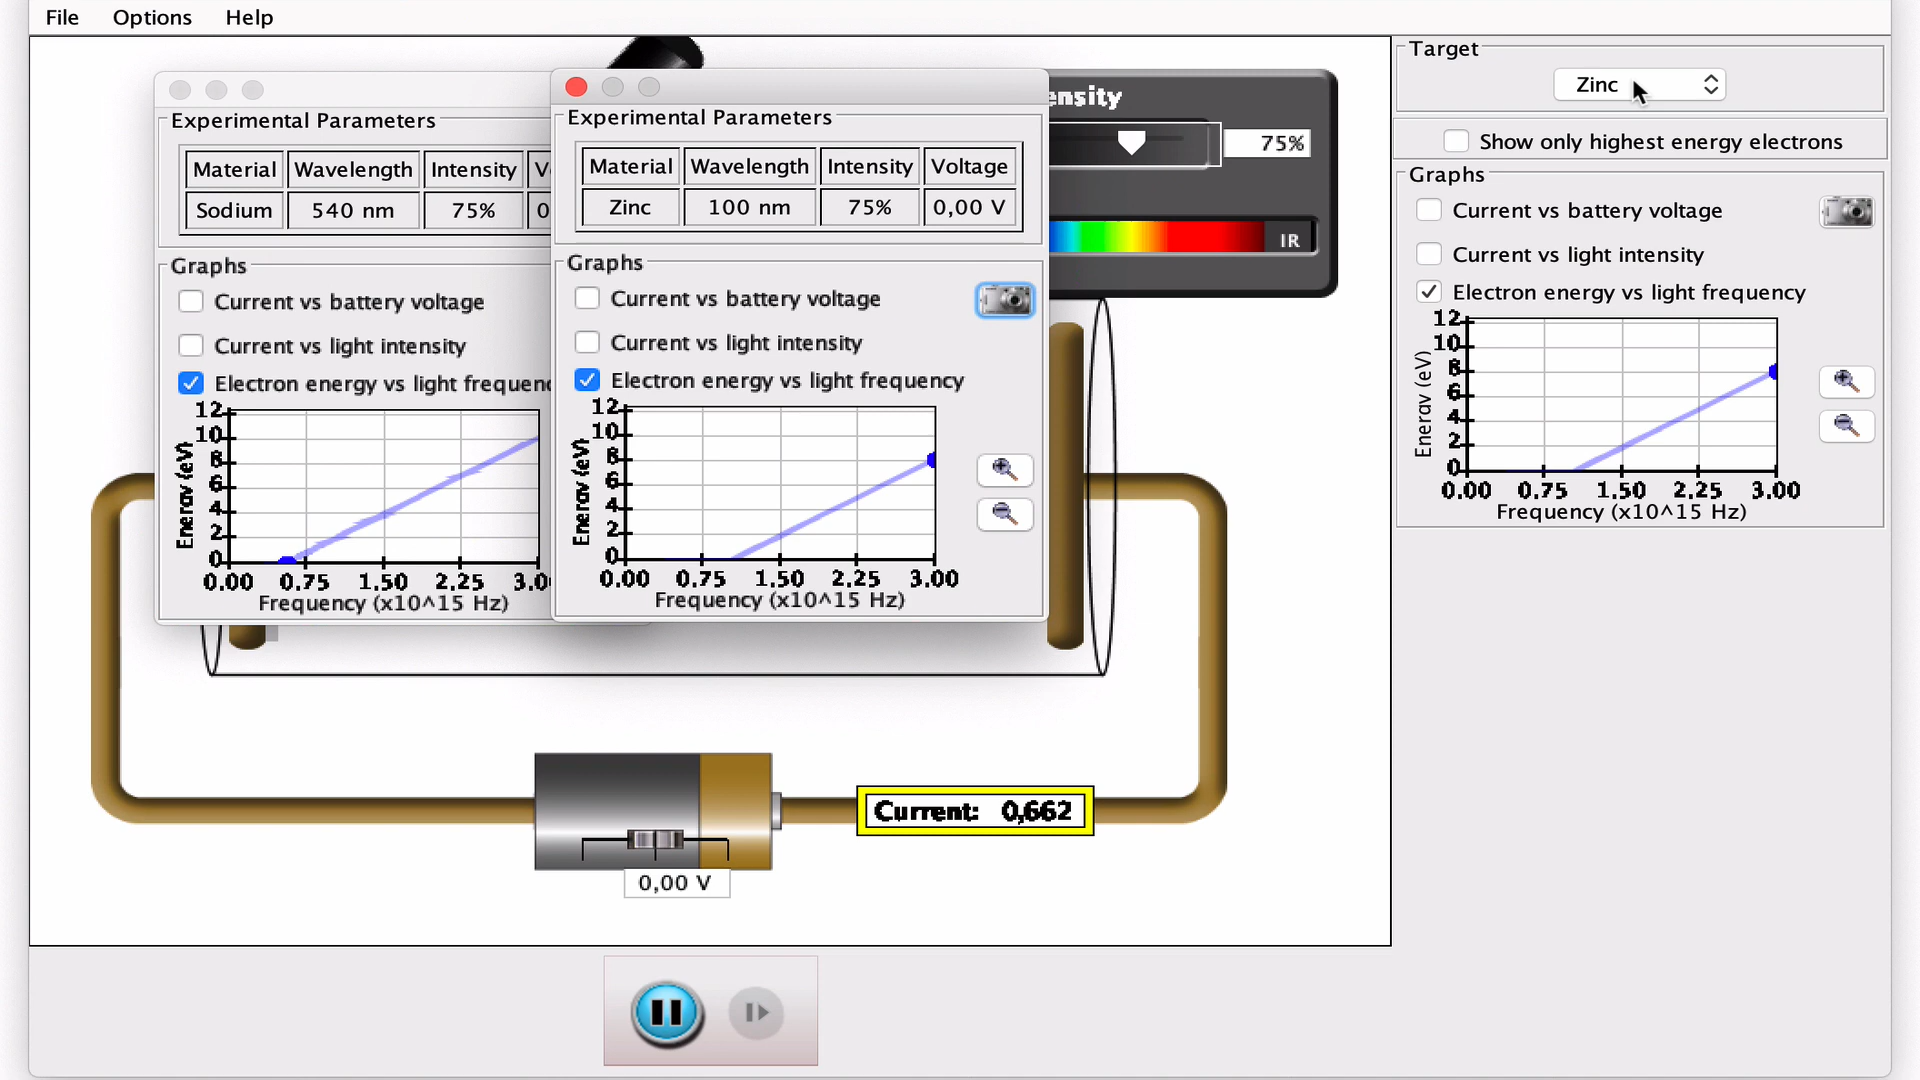 File Options Help
Experimental Parameters
Material Wavelength Intensity V
Sodium 540 nm 75% 0
Graphs
Current vs battery voltage
Current vs light intensity
Electron energy vs light frequenc
12
10
8
6
4
2
0
Energy (eV)
0.00 0.75 1.50 2.25 3.00
Frequency (x10^15 Hz)
Experimental Parameters
Material Wavelength Intensity Voltage
Zinc 100 nm 75% 0,00 V
Graphs
Current vs battery voltage
Current vs light intensity
Electron energy vs light frequency
12
10
8
6
4
2
0
Energy (eV)
0.00 0.75 1.50 2.25 3.00
Frequency (x10^15 Hz)
ensity
75%
IR
Current: 0,662
0,00 V
Target
Zinc
Show only highest energy electrons
Graphs
Current vs battery voltage
Current vs light intensity
Electron energy vs light frequency
12
10
8
6
4
2
0
Energy (eV)
0.00 0.75 1.50 2.25 3.00
Frequency (x10^15 Hz)